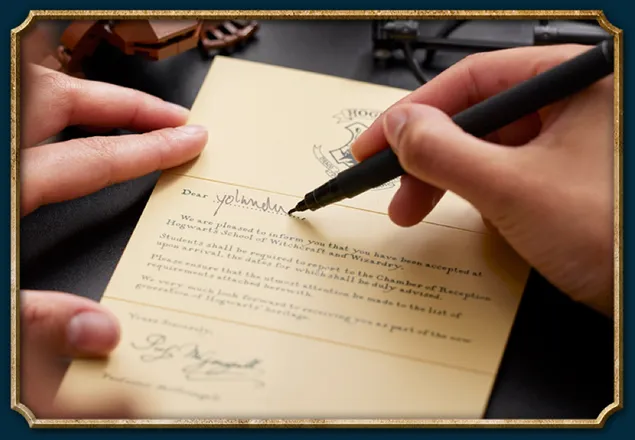 HOG
Dear yolanda
We are pleased to inform you that you have been accepted at
Hogwarts School of Witchcraft and Wizardry.
Students shall be required to report to the Chamber of Reception
upon arrival, the dates for which shall be duly advised.
Please ensure that the utmost attention be made to the list of
requirements attached herewith.
We very much look forward to receiving you as part of the new
generation of Hogwarts' heritage.
Yours Sincerely,
Prof. McGonagall
Professor McGonagall